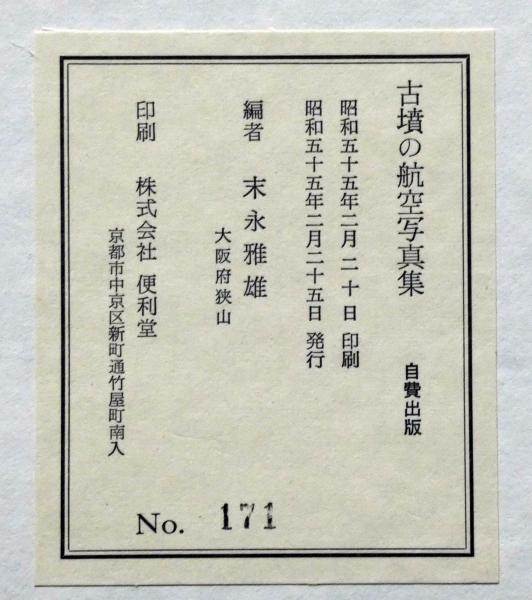 古墳の航空写真集　自費出版
昭和五十五年二月 二 十 日 印刷
昭和五十五年二月二十五日 発行
編者　末永雅雄
大阪府狭山
印刷　株式会社 便利堂
京都市中京区新町通竹屋町南入
No. 171